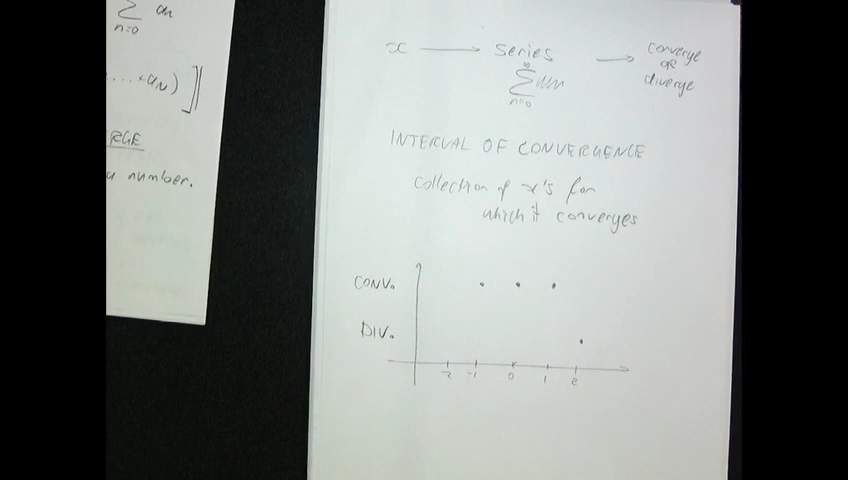 ∑ an
n=0
....+aN)]
RGE
a number.
x → series → converge
OR
diverge
∞
∑
n=0
INTERVAL OF CONVERGENCE
collection of x's for
which it converges
CONV.
DIV.
-2 -1 0 1 2